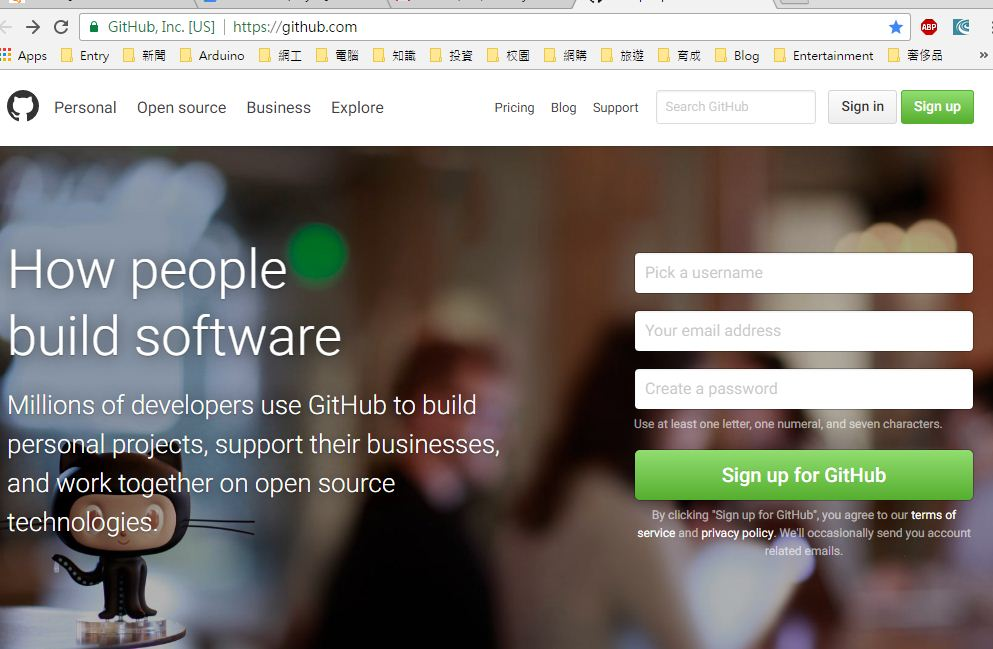 GitHub, Inc. [US] | https://github.com
ABP
Apps Entry 新聞 Arduino 網工 電腦 知識 投資 校園 網購 旅遊 育成 Blog Entertainment 奢侈品 »
Personal Open source Business Explore Pricing Blog Support Search GitHub Sign in Sign up
How people
build software
Millions of developers use GitHub to build
personal projects, support their businesses,
and work together on open source
technologies.
Pick a username
Your email address
Create a password
Use at least one letter, one numeral, and seven characters.
Sign up for GitHub
By clicking "Sign up for GitHub", you agree to our terms of
service and privacy policy. We'll occasionally send you account
related emails.